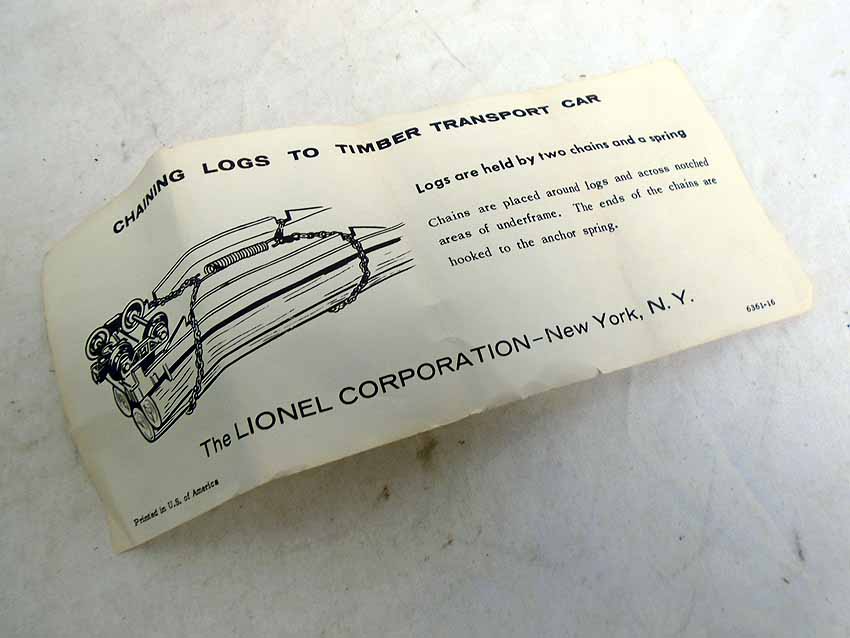 CHAINING LOGS TO TIMBER TRANSPORT CAR
Logs are held by two chains and a spring
Chains are placed around logs and across notched
areas of underframe. The ends of the chains are
hooked to the anchor spring.
The LIONEL CORPORATION—New York, N. Y.
6361-16
Printed in U.S. of America